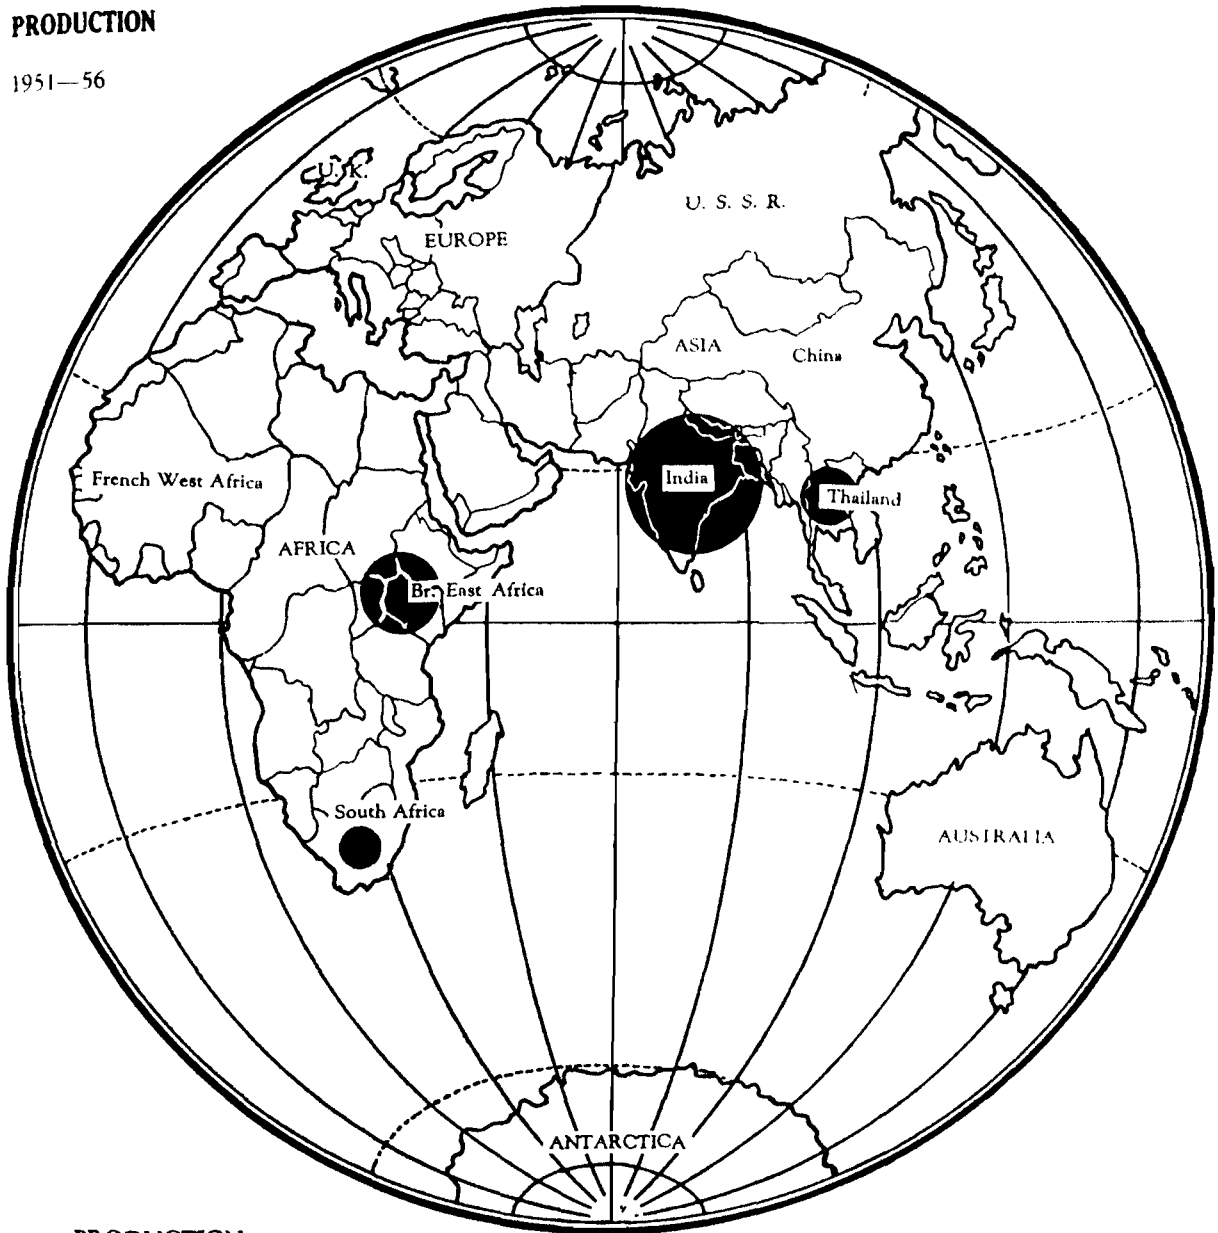 PRODUCTION
1951—56
U. K.
U. S. S. R.
EUROPE
ASIA
China
French West Africa
India
Thailand
AFRICA
Br. East Africa
South Africa
AUSTRALIA
ANTARCTICA
PRODUCTION